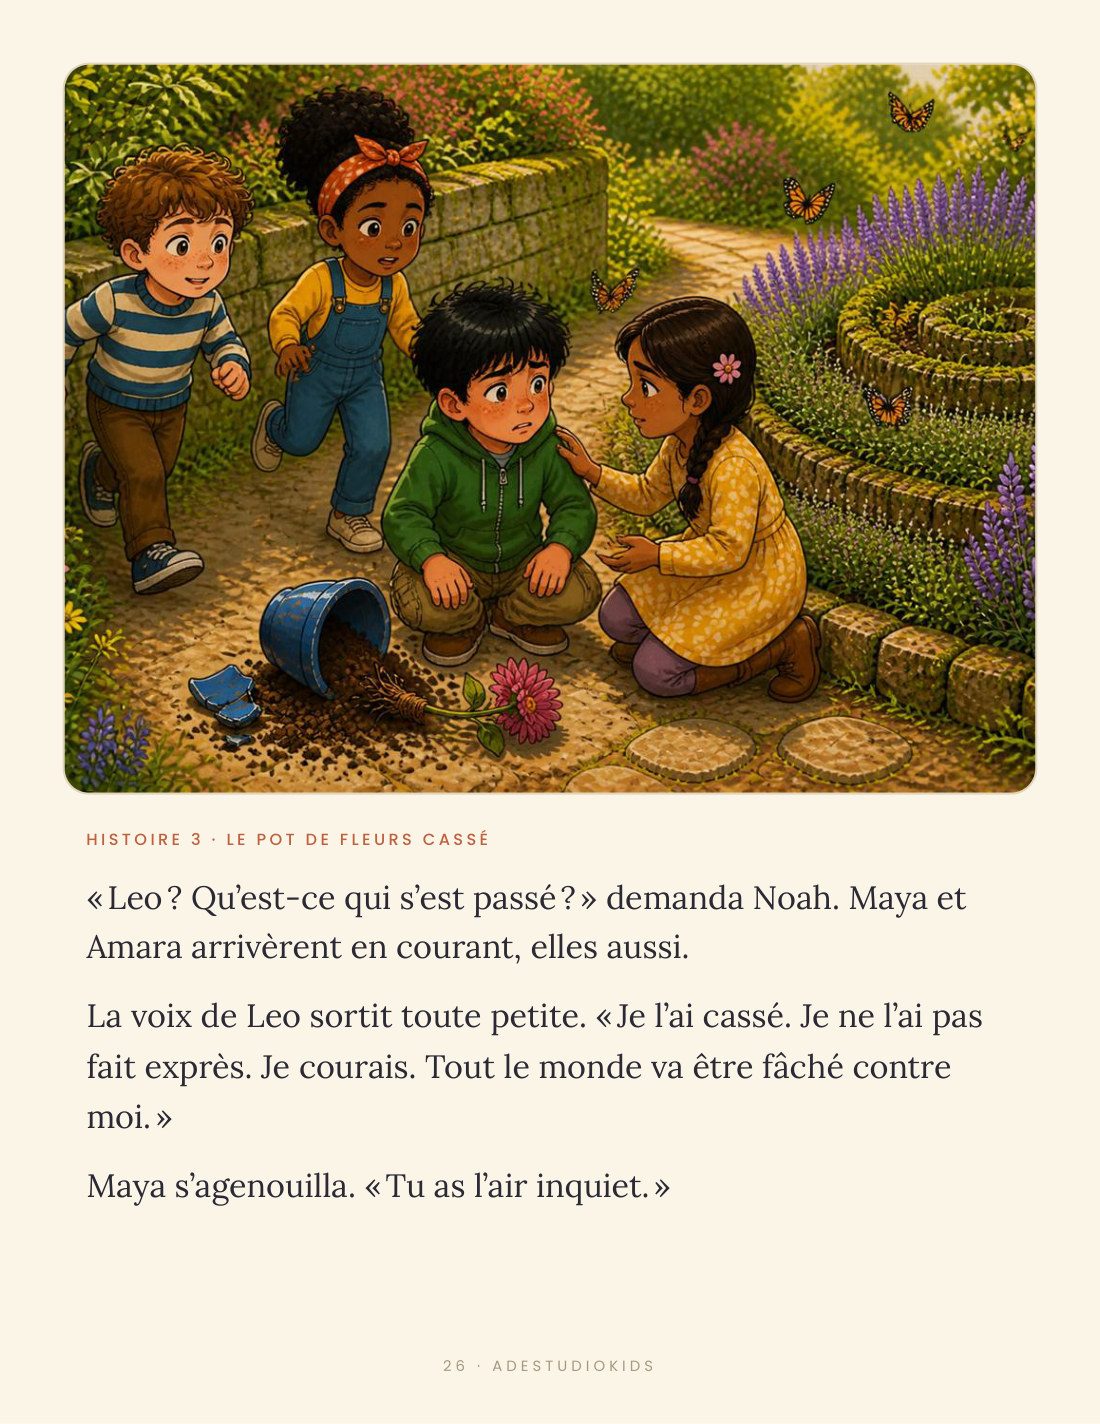 HISTOIRE 3 · LE POT DE FLEURS CASSÉ
« Leo ? Qu’est-ce qui s’est passé ? » demanda Noah. Maya et
Amara arrivèrent en courant, elles aussi.
La voix de Leo sortit toute petite. « Je l’ai cassé. Je ne l’ai pas
fait exprès. Je courais. Tout le monde va être fâché contre
moi. »
Maya s’agenouilla. « Tu as l’air inquiet. »
26 · ADESTUDIOKIDS